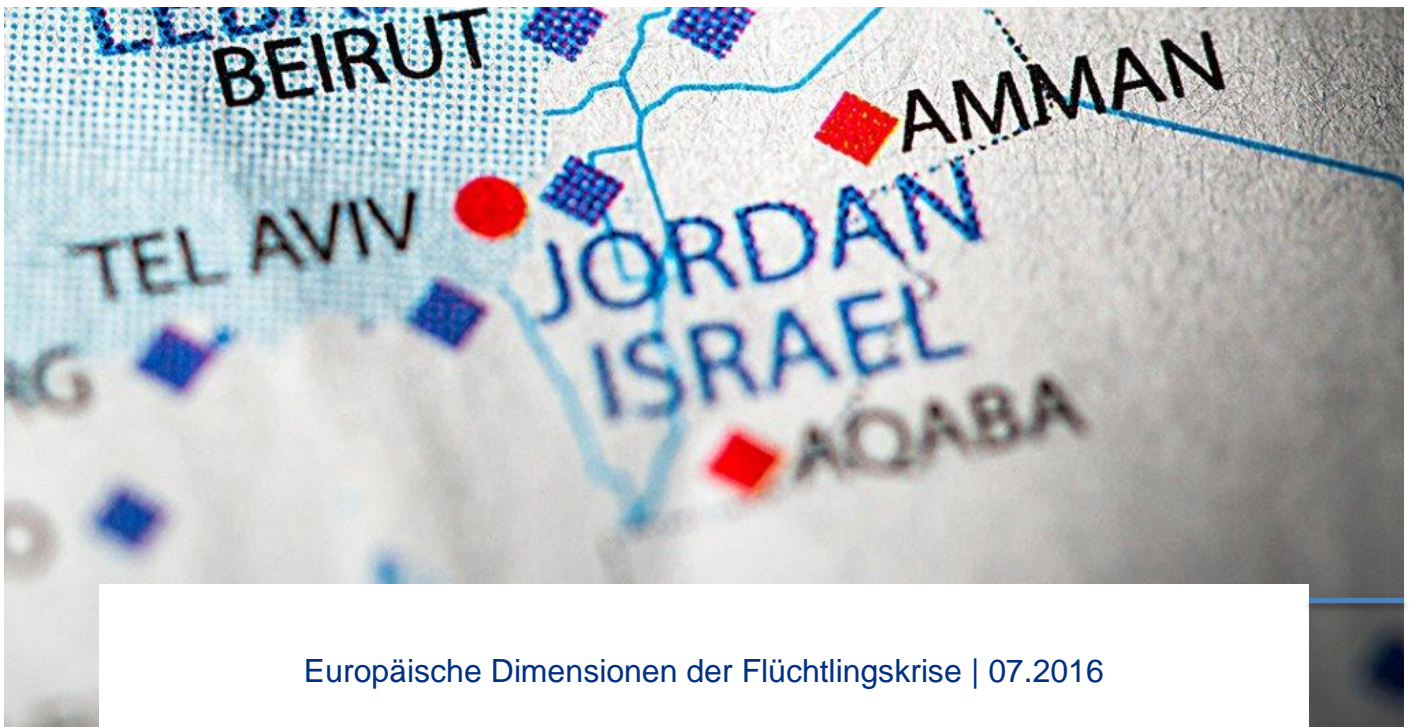 BEIRUT
AMMAN
TEL AVIV
JORDAN
ISRAEL
AQABA
Europäische Dimensionen der Flüchtlingskrise | 07.2016